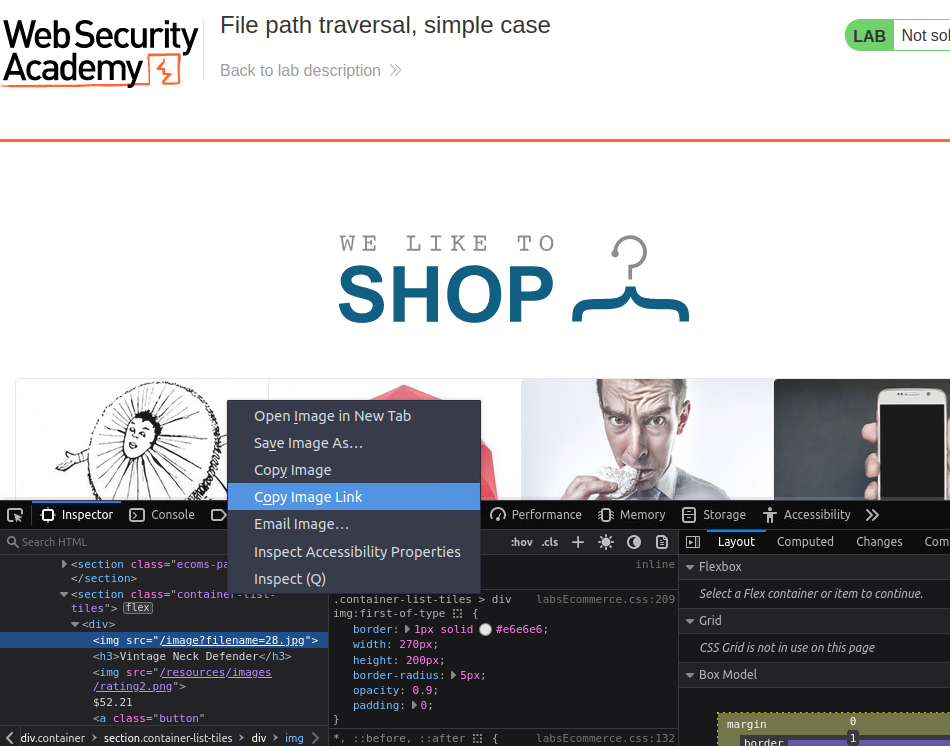 Web Security
Academy
File path traversal, simple case
Back to lab description
LAB Not sol
WE LIKE TO
SHOP
Open Image in New Tab
Save Image As…
Copy Image
Copy Image Link
Email Image…
Inspect Accessibility Properties
Inspect (Q)
Inspector Console Performance Memory Storage Accessibility
Search HTML
:hov .cls
Layout Computed Changes Com
<section class="ecoms-pa
</section>
<section class="container-list-
tiles"> flex
<div>
<img src="/image?filename=28.jpg">
<h3>Vintage Neck Defender</h3>
<img src="/resources/images
/rating2.png">
$52.21
<a class="button"
div.container section.container-list-tiles div img
inline
.container-list-tiles > div labsEcommerce.css:209
img:first-of-type {
border: 1px solid #e6e6e6;
width: 270px;
height: 200px;
border-radius: 5px;
opacity: 0.9;
padding: 0;
}
*, ::before, ::after { labsEcommerce.css:132
Flexbox
Select a Flex container or item to continue.
Grid
CSS Grid is not in use on this page
Box Model
margin 0
border 1